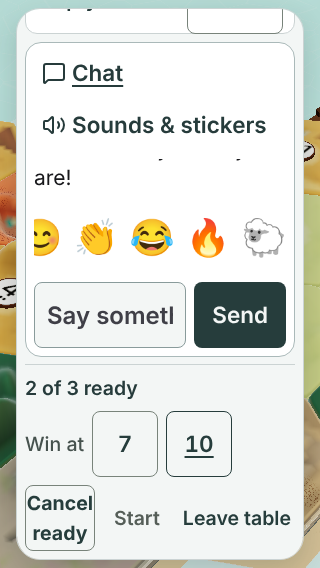 Chat
Sounds & stickers
are!
Say sometl
Send
2 of 3 ready
Win at 7 10
Cancel ready
Start
Leave table